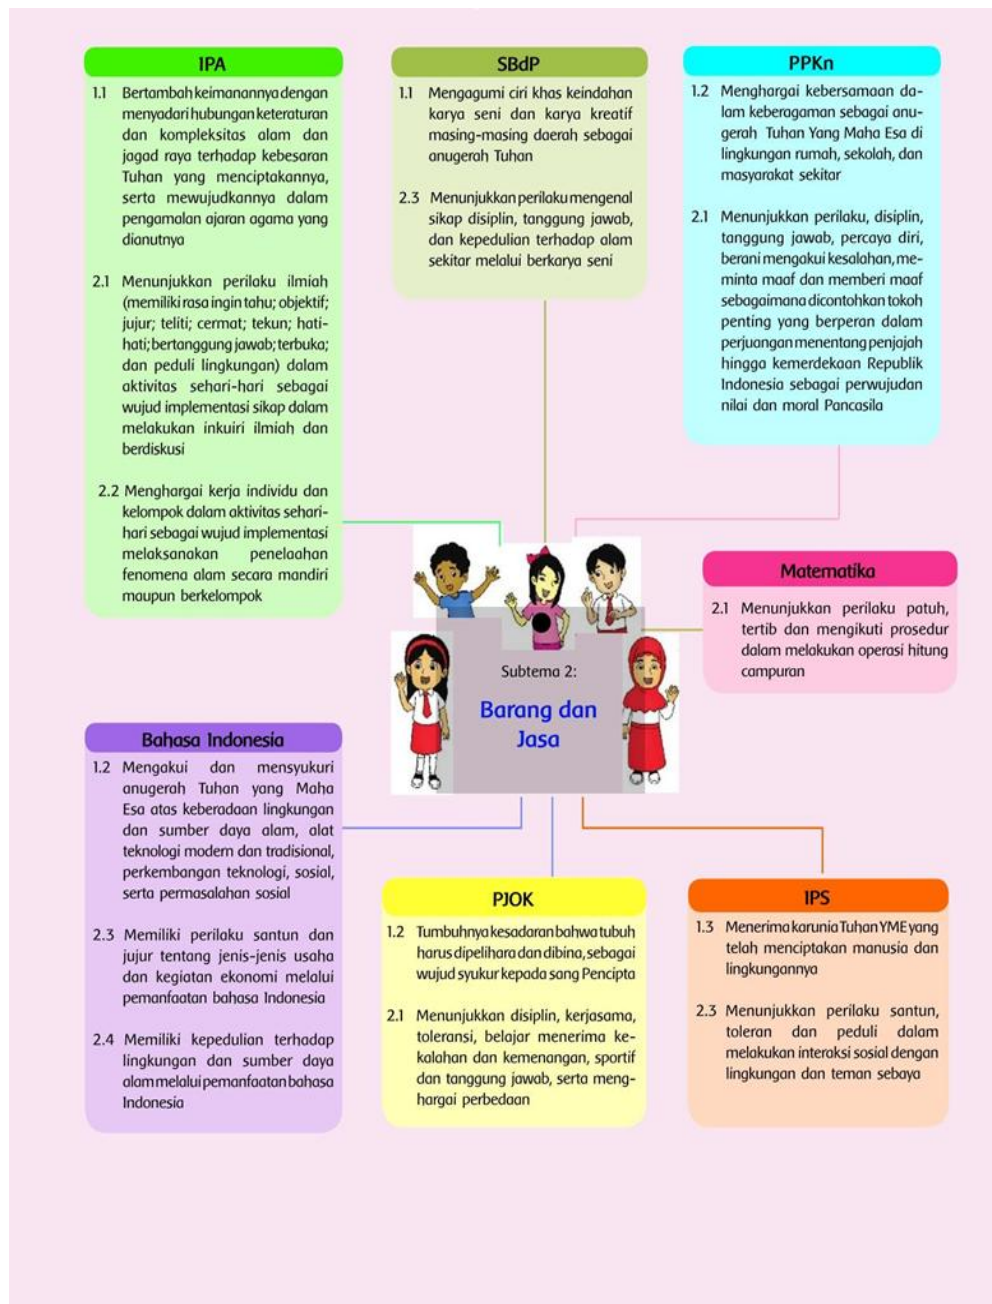 IPA
1.1 Bertambah keimanannya dengan
menyadari hubungan keteraturan
dan kompleksitas alam dan
jagad raya terhadap kebesaran
Tuhan yang menciptakannya,
serta mewujudkannya dalam
pengamalan ajaran agama yang
dianutnya
2.1 Menunjukkan perilaku ilmiah
(memiliki rasa ingin tahu; objektif;
jujur; teliti; cermat; tekun; hati-
hati; bertanggung jawab; terbuka;
dan peduli lingkungan) dalam
aktivitas sehari-hari sebagai
wujud implementasi sikap dalam
melakukan inkuiri ilmiah dan
berdiskusi
2.2 Menghargai kerja individu dan
kelompok dalam aktivitas sehari-
hari sebagai wujud implementasi
melaksanakan penelaahan
fenomena alam secara mandiri
maupun berkelompok
SBdP
1.1 Mengagumi ciri khas keindahan
karya seni dan karya kreatif
masing-masing daerah sebagai
anugerah Tuhan
2.3 Menunjukkan perilaku mengenal
sikap disiplin, tanggung jawab,
dan kepedulian terhadap alam
sekitar melalui berkarya seni
PPKn
1.2 Menghargai kebersamaan da-
lam keberagaman sebagai anu-
gerah Tuhan Yang Maha Esa di
lingkungan rumah, sekolah, dan
masyarakat sekitar
2.1 Menunjukkan perilaku, disiplin,
tanggung jawab, percaya diri,
berani mengakui kesalahan, me-
minta maaf dan memberi maaf
sebagaimana dicontohkan tokoh
penting yang berperan dalam
perjuangan menentang penjajah
hingga kemerdekaan Republik
Indonesia sebagai perwujudan
nilai dan moral Pancasila
Matematika
2.1 Menunjukkan perilaku patuh,
tertib dan mengikuti prosedur
dalam melakukan operasi hitung
campuran
Subtema 2:
Barang dan
Jasa
Bahasa Indonesia
1.2 Mengakui dan mensyukuri
anugerah Tuhan yang Maha
Esa atas keberadaan lingkungan
dan sumber daya alam, alat
teknologi modern dan tradisional,
perkembangan teknologi, sosial,
serta permasalahan sosial
2.3 Memiliki perilaku santun dan
jujur tentang jenis-jenis usaha
dan kegiatan ekonomi melalui
pemanfaatan bahasa Indonesia
2.4 Memiliki kepedulian terhadap
lingkungan dan sumber daya
alam melalui pemanfaatan bahasa
Indonesia
PJOK
1.2 Tumbuhnya kesadaran bahwa tubuh
harus dipelihara dan dibina, sebagai
wujud syukur kepada sang Pencipta
2.1 Menunjukkan disiplin, kerjasama,
toleransi, belajar menerima ke-
kalahan dan kemenangan, sportif
dan tanggung jawab, serta meng-
hargai perbedaan
IPS
1.3 Menerima karunia Tuhan YME yang
telah menciptakan manusia dan
lingkungannya
2.3 Menunjukkan perilaku santun,
toleran dan peduli dalam
melakukan interaksi sosial dengan
lingkungan dan teman sebaya